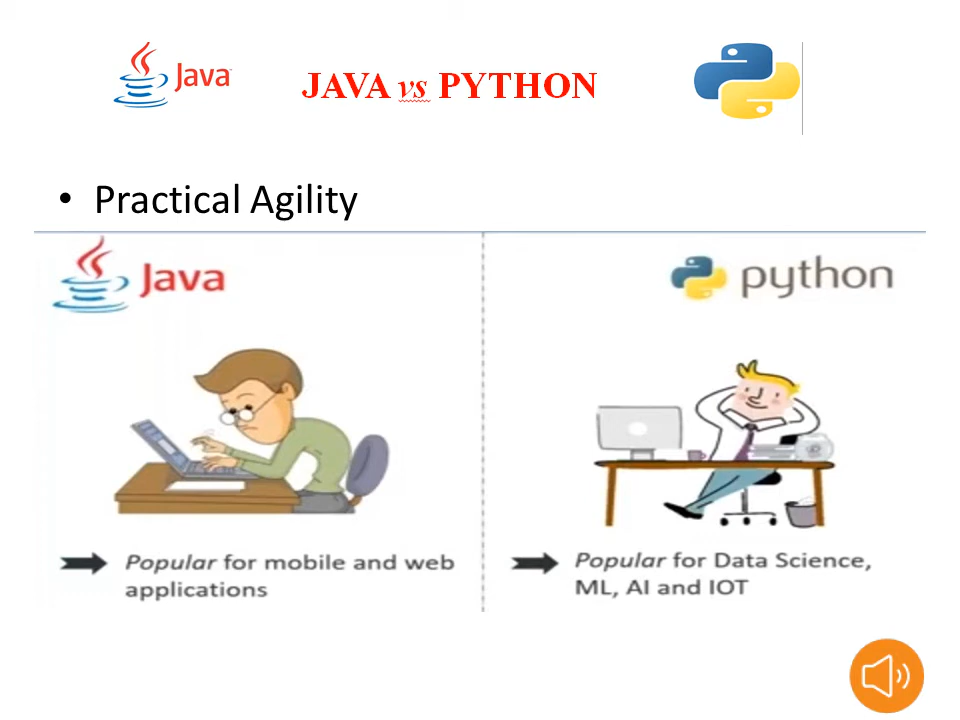 Java
JAVA vs PYTHON
• Practical Agility
Java
python
Popular for mobile and web
applications
Popular for Data Science,
ML, AI and IOT